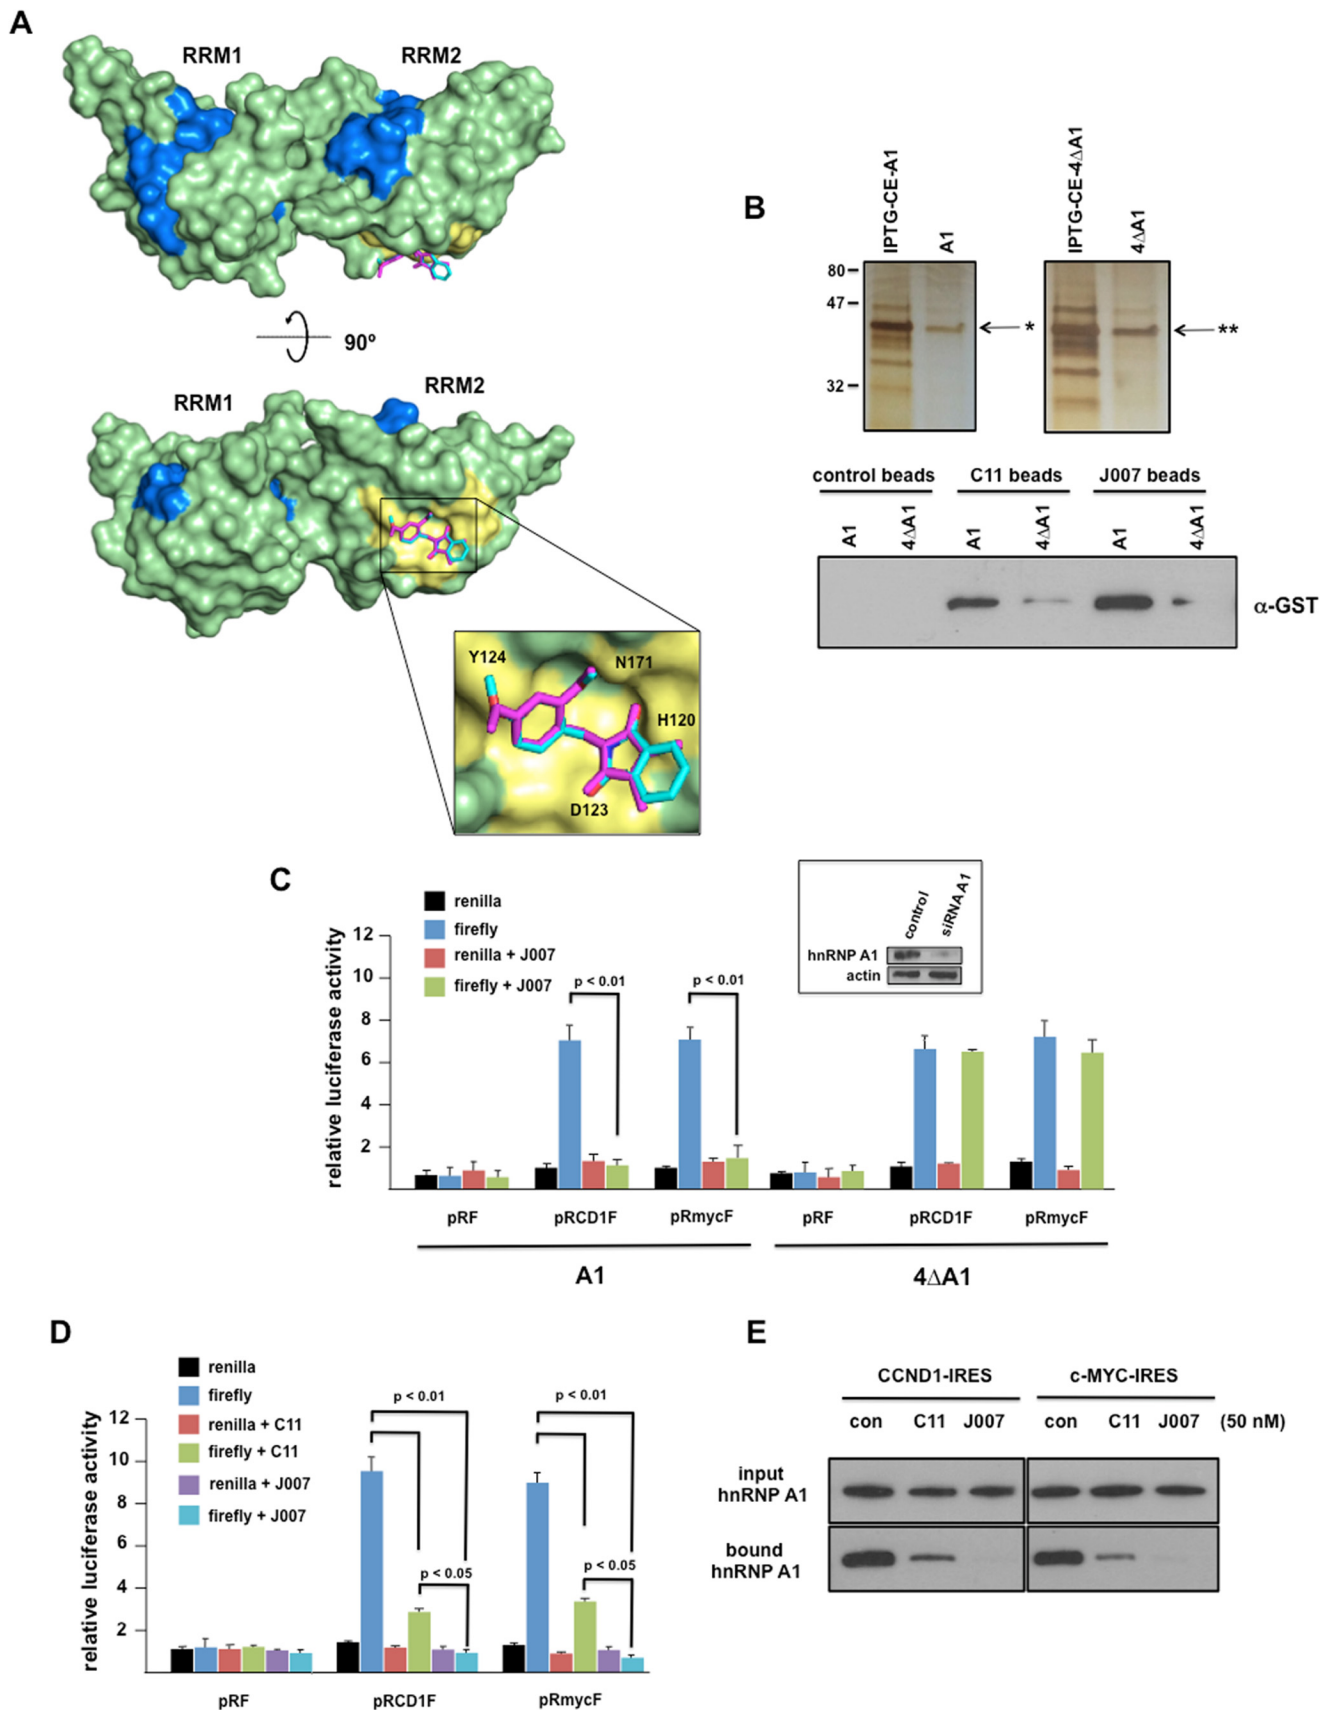 A
RRM1
RRM2
90º
RRM1
RRM2
Y124
N171
H120
D123
B
IPTG-CE-A1
A1
IPTG-CE-4ΔA1
4ΔA1
80
47
32
*
**
control beads
C11 beads
J007 beads
A1
4ΔA1
A1
4ΔA1
A1
4ΔA1
α-GST
C
renilla
firefly
renilla + J007
firefly + J007
relative luciferase activity
12
10
8
6
4
2
p < 0.01
p < 0.01
control
siRNA A1
hnRNP A1
actin
pRF
pRCD1F
pRmycF
pRF
pRCD1F
pRmycF
A1
4ΔA1
D
renilla
firefly
renilla + C11
firefly + C11
renilla + J007
firefly + J007
relative luciferase activity
12
10
8
6
4
2
p < 0.01
p < 0.01
p < 0.05
p < 0.05
pRF
pRCD1F
pRmycF
E
CCND1-IRES
c-MYC-IRES
con
C11
J007
con
C11
J007
(50 nM)
input
hnRNP A1
bound
hnRNP A1